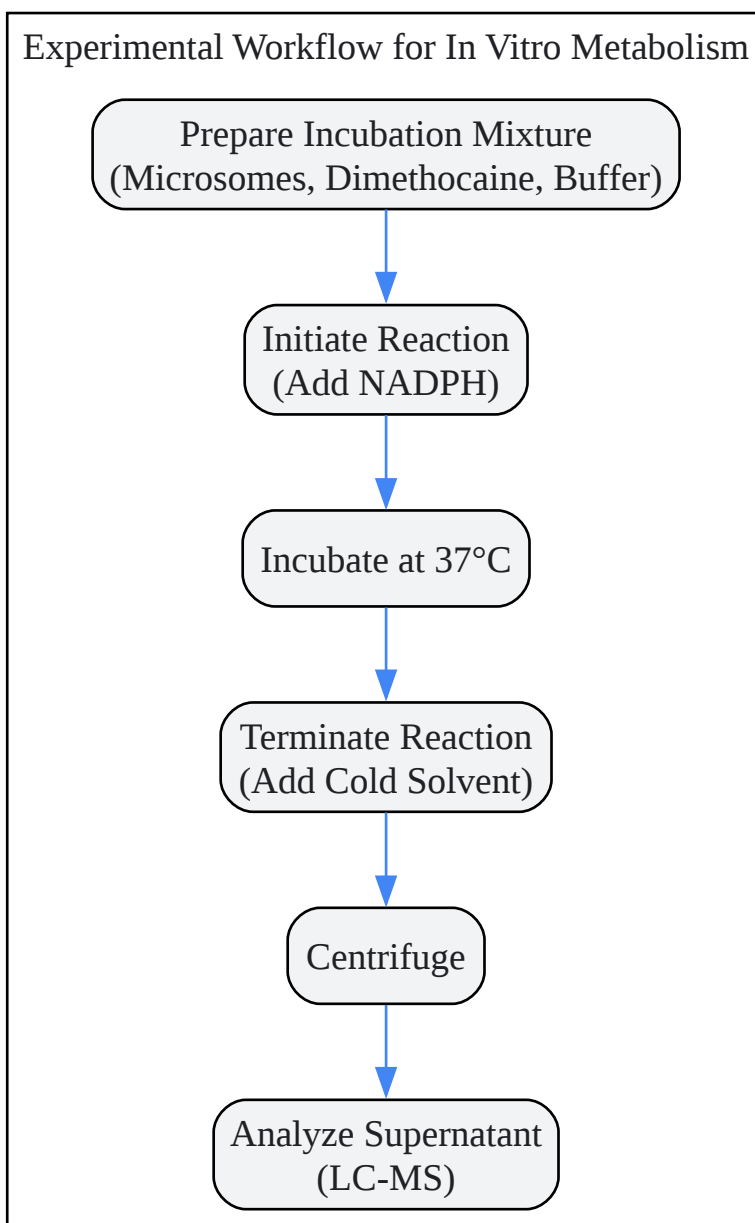 Experimental Workflow for In Vitro Metabolism
Prepare Incubation Mixture
(Microsomes, Dimethocaine, Buffer)
Initiate Reaction
(Add NADPH)
Incubate at 37°C
Terminate Reaction
(Add Cold Solvent)
Centrifuge
Analyze Supernatant
(LC-MS)